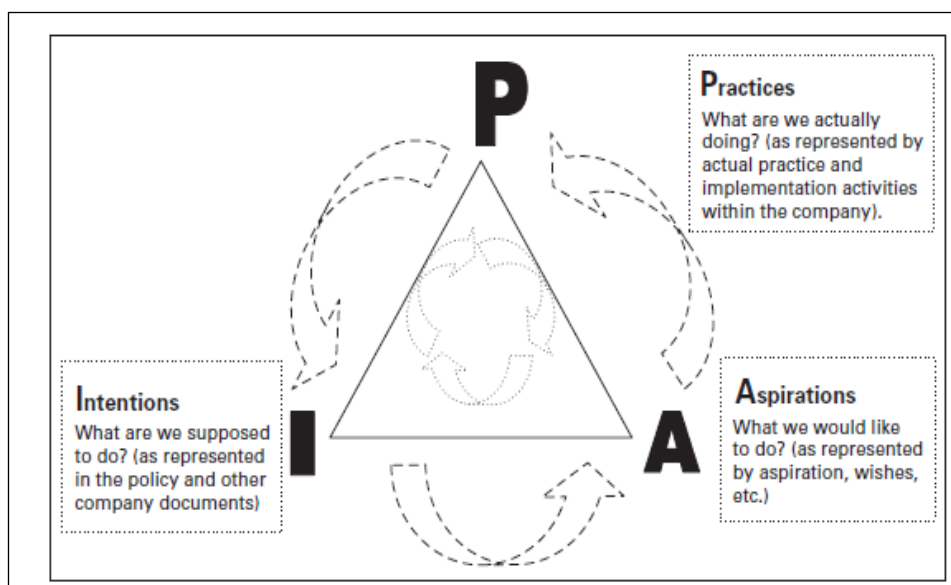 P
Practices
What are we actually
doing? (as represented by
actual practice and
implementation activities
within the company).
Intentions
What are we supposed
to do? (as represented
in the policy and other
company documents)
I
A
Aspirations
What we would like
to do? (as represented
by aspiration, wishes,
etc.)